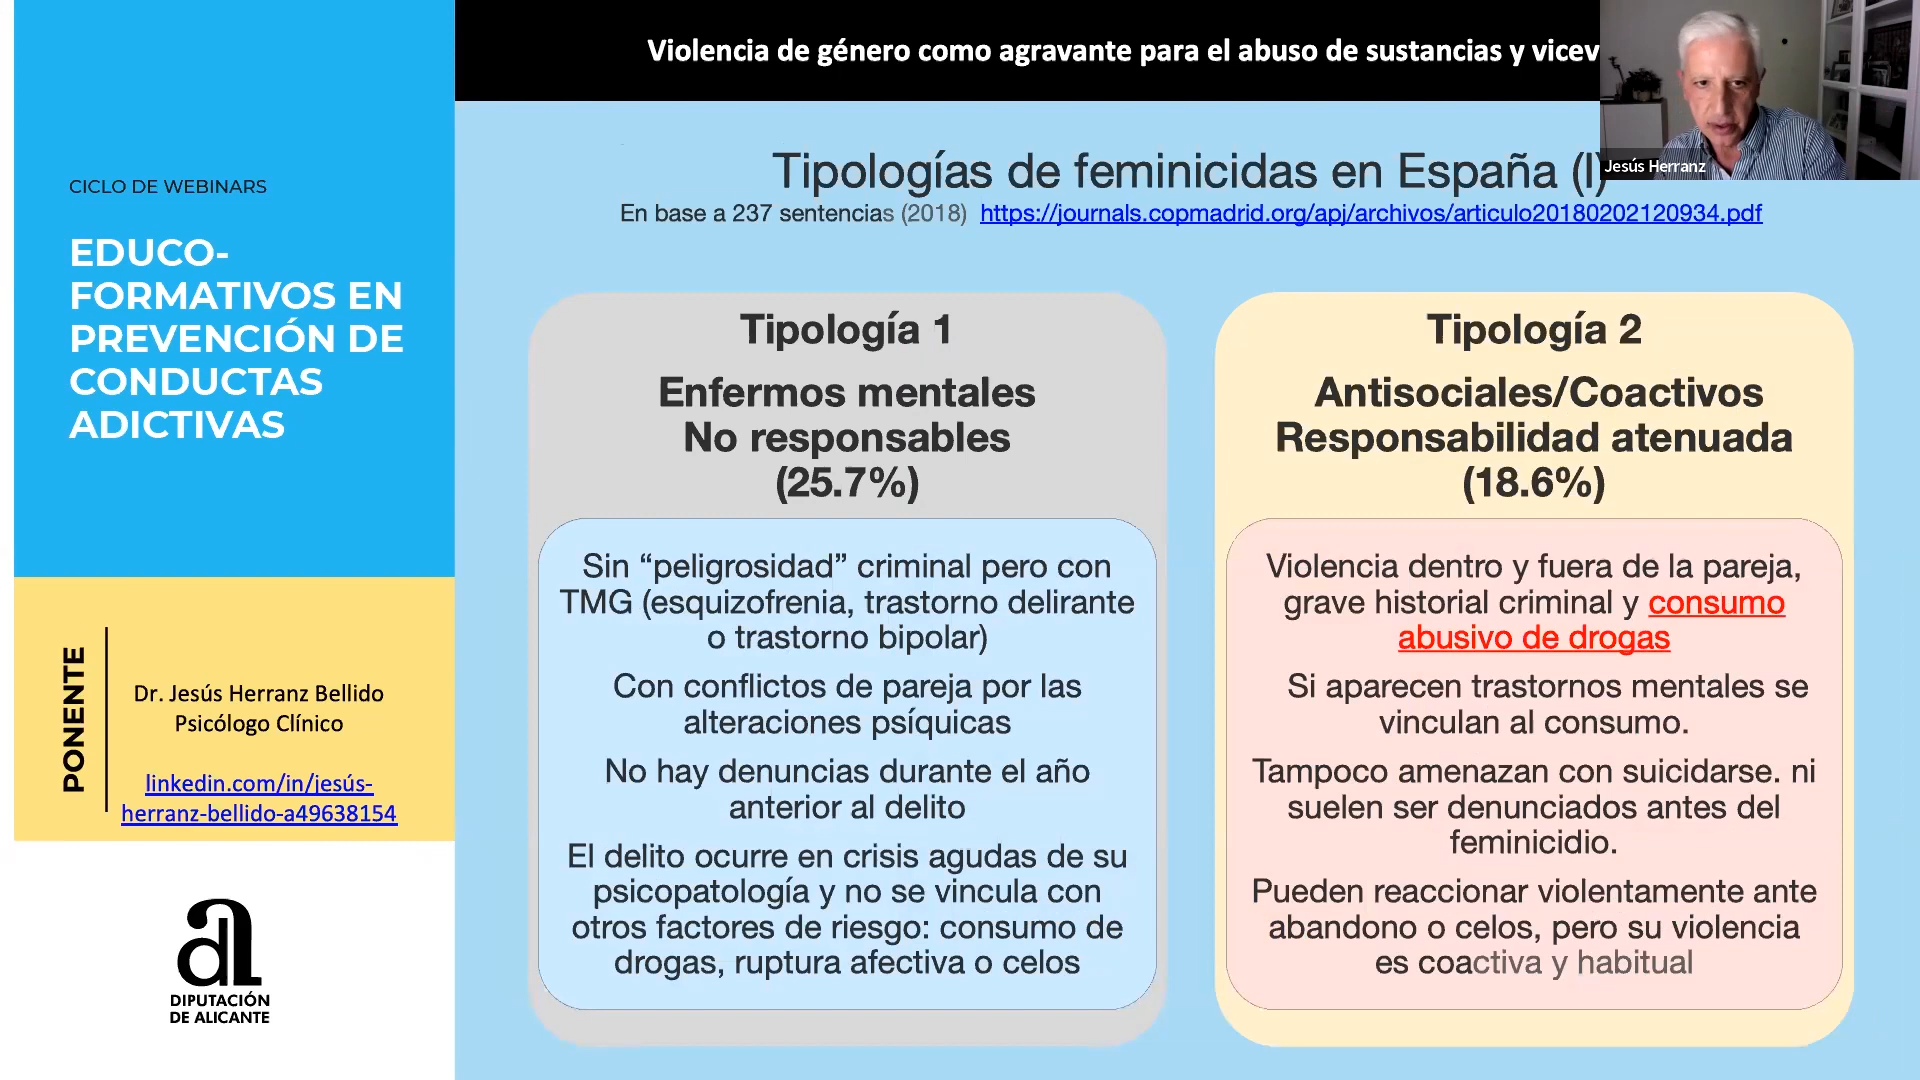 CICLO DE WEBINARS
EDUCO-
FORMATIVOS EN
PREVENCIÓN DE
CONDUCTAS
ADICTIVAS
PONENTE
Dr. Jesús Herranz Bellido
Psicólogo Clínico
linkedin.com/in/jesús-
herranz-bellido-a49638154
DIPUTACIÓN
DE ALICANTE
Violencia de género como agravante para el abuso de sustancias y vicev
Jesús Herranz
Tipologías de feminicidas en España (I)
En base a 237 sentencias (2018) https://journals.copmadrid.org/apj/archivos/articulo20180202120934.pdf
Tipología 1
Enfermos mentales
No responsables
(25.7%)
Sin “peligrosidad” criminal pero con
TMG (esquizofrenia, trastorno delirante
o trastorno bipolar)
Con conflictos de pareja por las
alteraciones psíquicas
No hay denuncias durante el año
anterior al delito
El delito ocurre en crisis agudas de su
psicopatología y no se vincula con
otros factores de riesgo: consumo de
drogas, ruptura afectiva o celos
Tipología 2
Antisociales/Coactivos
Responsabilidad atenuada
(18.6%)
Violencia dentro y fuera de la pareja,
grave historial criminal y consumo
abusivo de drogas
Si aparecen trastornos mentales se
vinculan al consumo.
Tampoco amenazan con suicidarse. ni
suelen ser denunciados antes del
feminicidio.
Pueden reaccionar violentamente ante
abandono o celos, pero su violencia
es coactiva y habitual